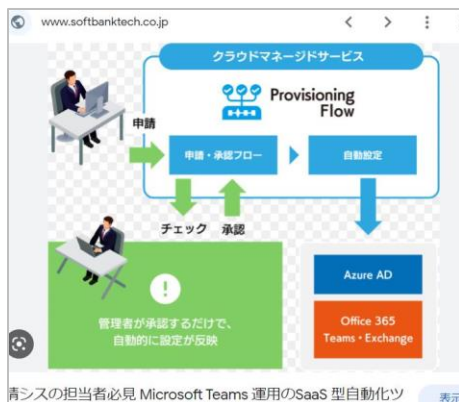 www.softbanktech.co.jp
クラウドマネージドサービス
Provisioning
Flow
申請
申請・承認フロー
自動設定
チェック
承認
!
管理者が承認するだけで、
自動的に設定が反映
Azure AD
Office 365
Teams・Exchange
情シスの担当者必見 Microsoft Teams 運用のSaaS 型自動化ツ
表示